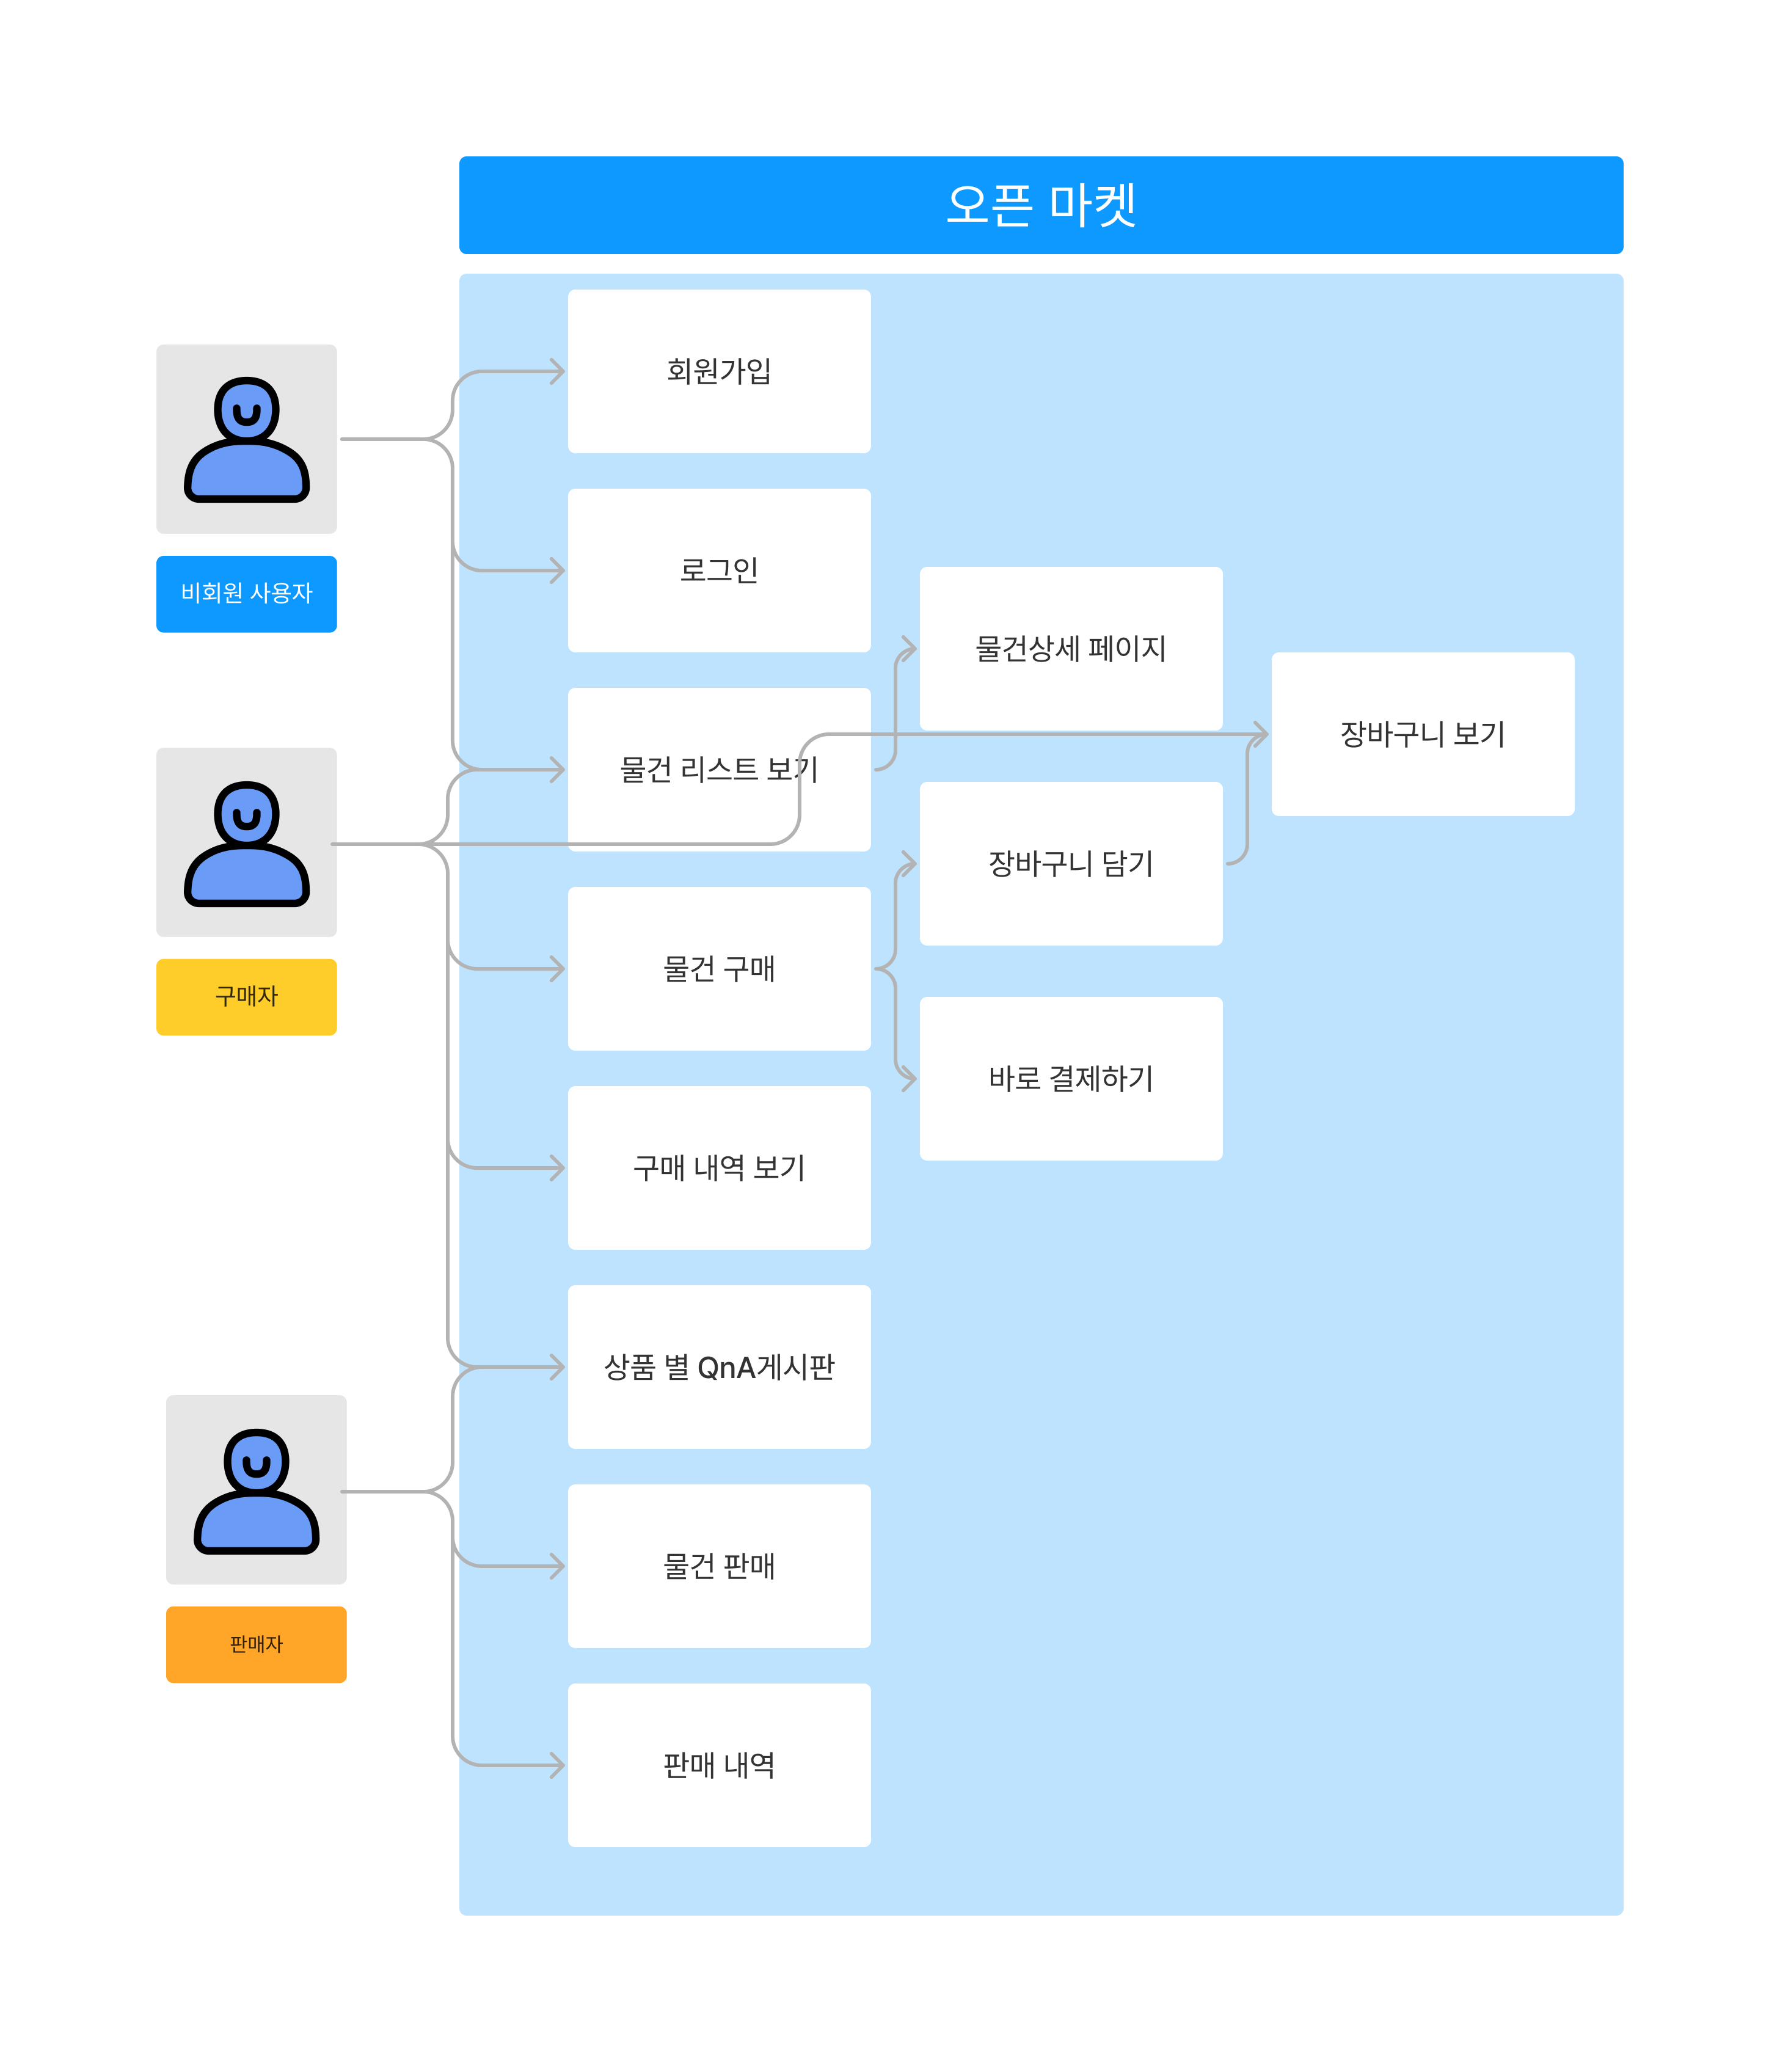 오픈 마켓
회원가입
비회원 사용자
로그인
물건상세 페이지
장바구니 보기
물건 리스트 보기
장바구니 담기
구매자
물건 구매
바로 결제하기
구매 내역 보기
상품 별 QnA게시판
물건 판매
판매자
판매 내역